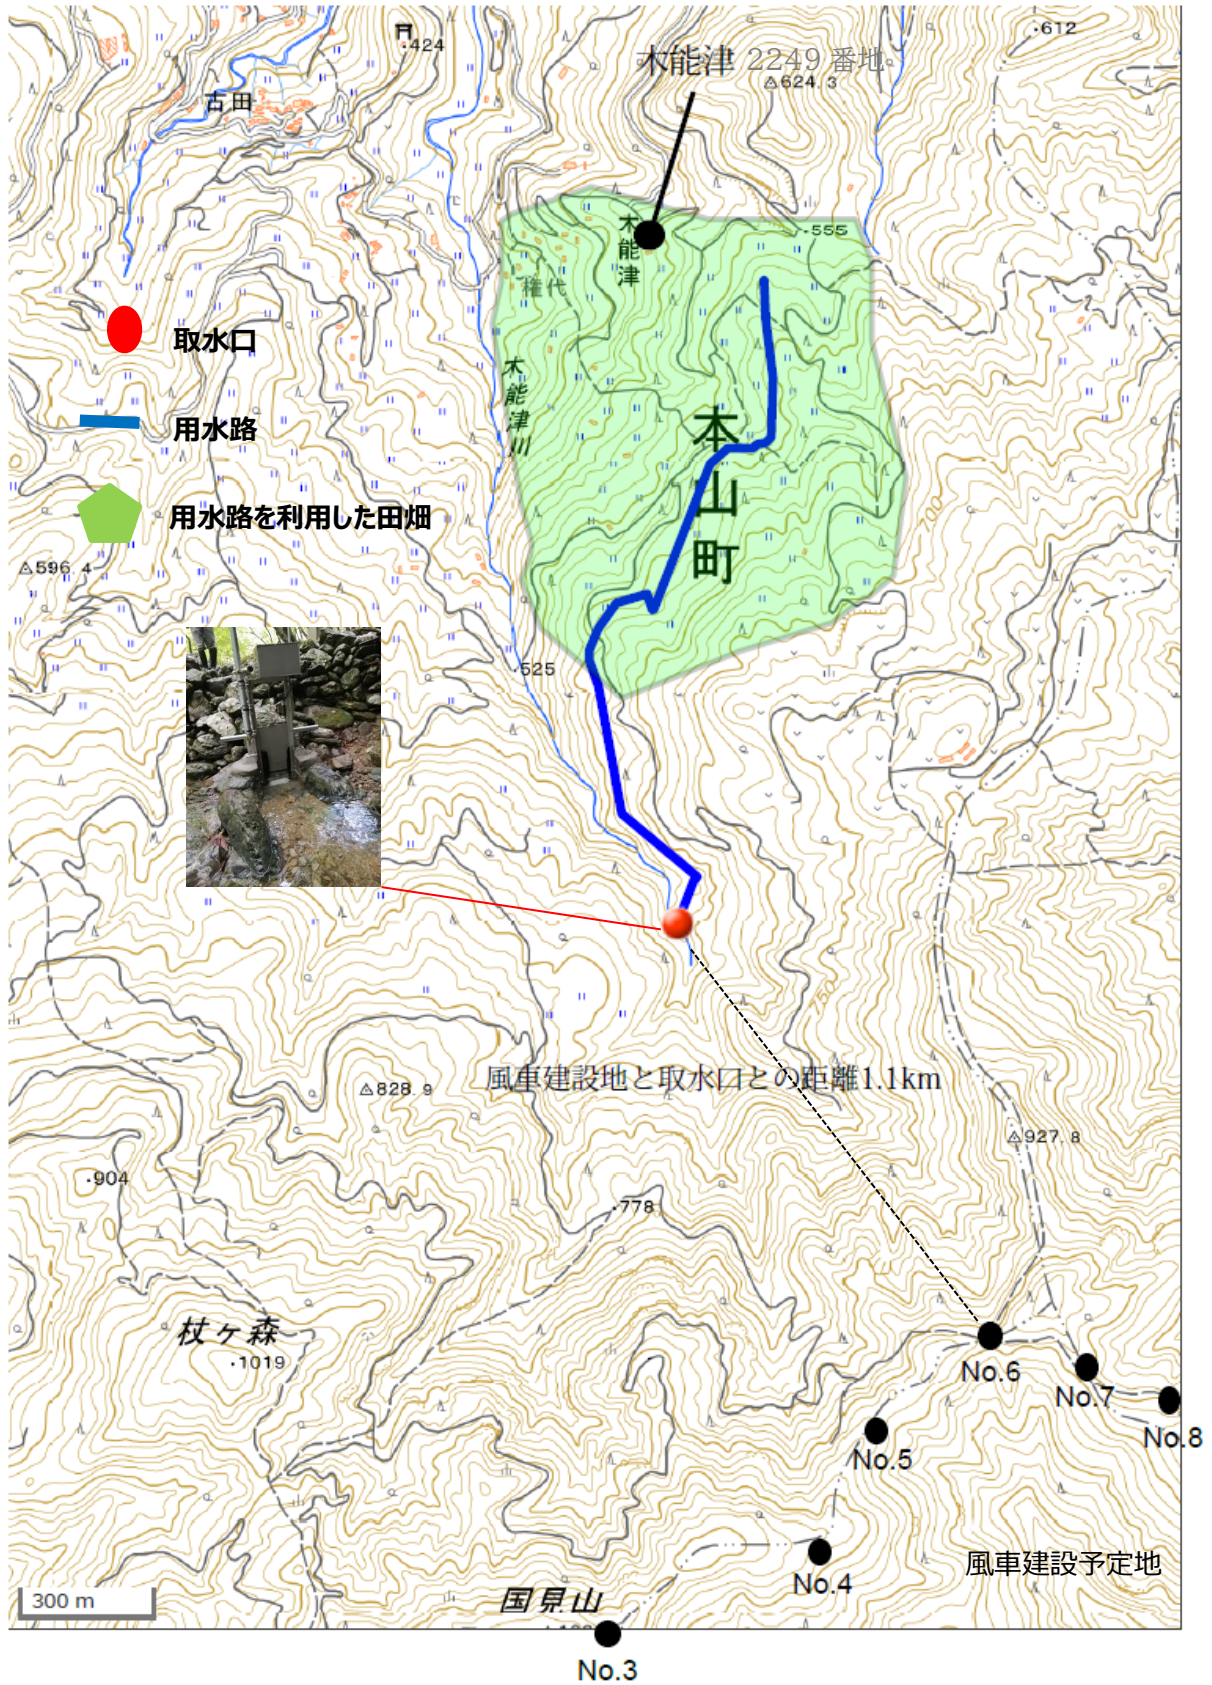 424
612
木能津 2249 番地
624.3
古田
木能津
555
権代
取水口
木能津川
用水路
本山町
用水路を利用した田畑
700
596.4
525
750
風車建設地と取水口との距離1.1km
828.9
927.8
904
778
杖ヶ森
1019
No.6
No.7
No.8
No.5
風車建設予定地
No.4
300 m
国見山
No.3